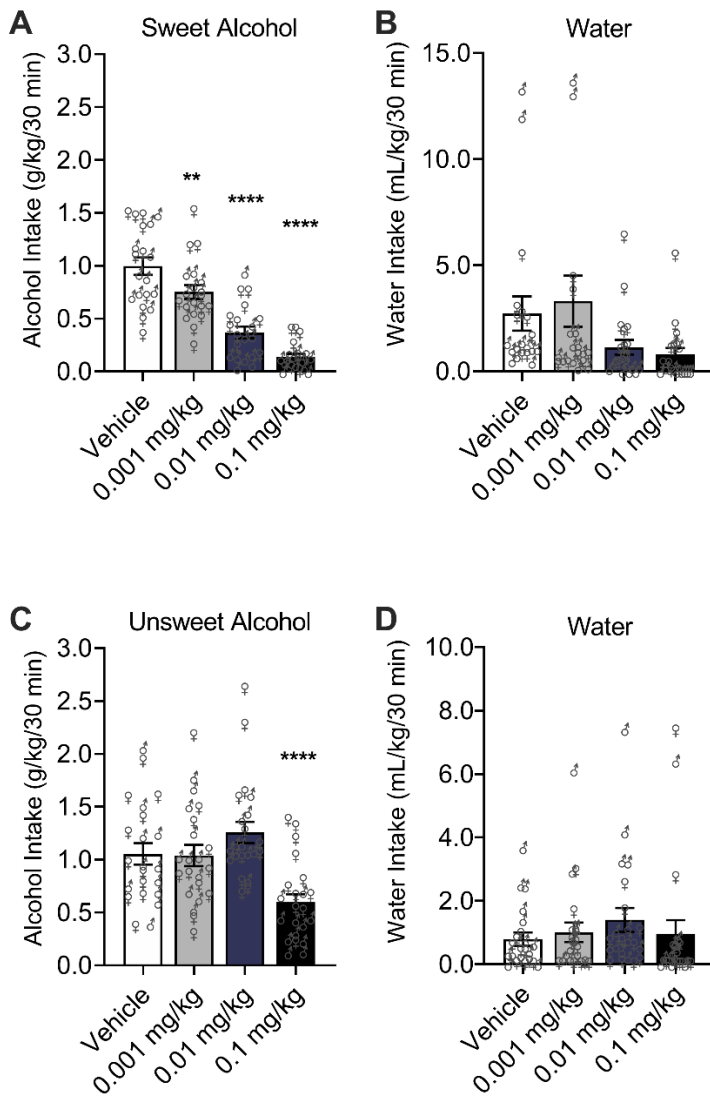 A
Sweet Alcohol
Alcohol Intake (g/kg/30 min)
3.0
2.5
2.0
1.5
1.0
0.5
0.0
**
****
****
Vehicle
0.001 mg/kg
0.01 mg/kg
0.1 mg/kg
B
Water
Water Intake (mL/kg/30 min)
15.0
10.0
5.0
0.0
Vehicle
0.001 mg/kg
0.01 mg/kg
0.1 mg/kg
C
Unsweet Alcohol
Alcohol Intake (g/kg/30 min)
3.0
2.5
2.0
1.5
1.0
0.5
0.0
****
Vehicle
0.001 mg/kg
0.01 mg/kg
0.1 mg/kg
D
Water
Water Intake (mL/kg/30 min)
10.0
8.0
6.0
4.0
2.0
0.0
Vehicle
0.001 mg/kg
0.01 mg/kg
0.1 mg/kg